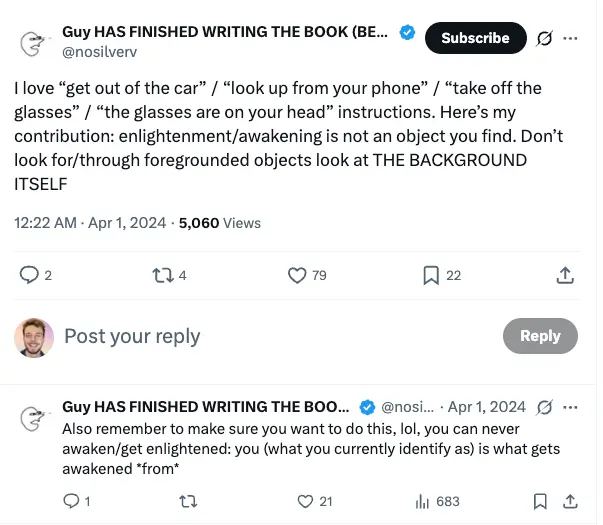 Guy HAS FINISHED WRITING THE BOOK (BE...
Subscribe
@nosilverv
I love “get out of the car” / “look up from your phone” / “take off the
glasses” / “the glasses are on your head” instructions. Here’s my
contribution: enlightenment/awakening is not an object you find. Don’t
look for/through foregrounded objects look at THE BACKGROUND
ITSELF
12:22 AM · Apr 1, 2024 · 5,060 Views
2 4 79 22
Post your reply
Reply
Guy HAS FINISHED WRITING THE BOO... @nosi... · Apr 1, 2024
Also remember to make sure you want to do this, lol, you can never
awaken/get enlightened: you (what you currently identify as) is what gets
awakened *from*
1 21 683